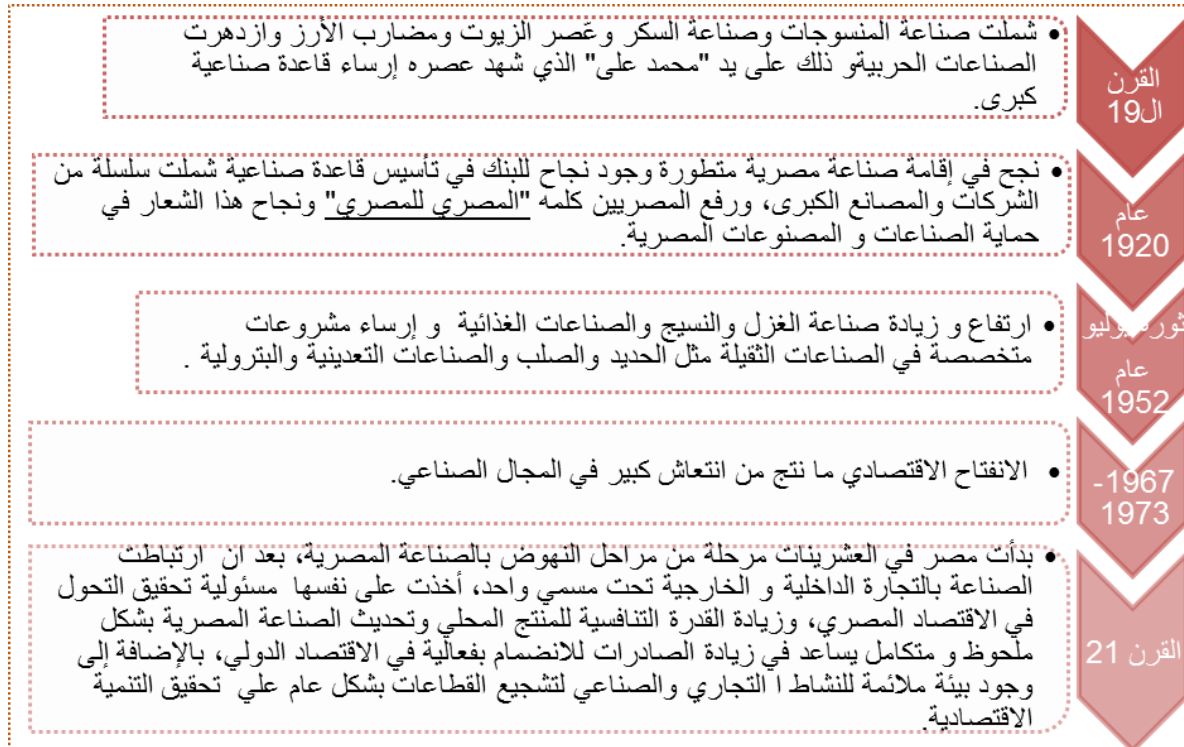 القرن
ال19
• شملت صناعة المنسوجات وصناعة السكر وعَصر الزيوت ومضارب الأرز وازدهرت
الصناعات الحربيةو ذلك على يد "محمد على" الذي شهد عصره إرساء قاعدة صناعية
كبرى.
عام
1920
• نجح في إقامة صناعة مصرية متطورة وجود نجاح للبنك في تأسيس قاعدة صناعية شملت سلسلة من
الشركات والمصانع الكبرى، ورفع المصريين كلمه "المصري للمصري" ونجاح هذا الشعار في
حماية الصناعات و المصنوعات المصرية.
ثورة يوليو
عام
1952
• ارتفاع و زيادة صناعة الغزل والنسيج والصناعات الغذائية و إرساء مشروعات
متخصصة في الصناعات الثقيلة مثل الحديد والصلب والصناعات التعدينية والبترولية .
1967-
1973
• الانفتاح الاقتصادي ما نتج من انتعاش كبير في المجال الصناعي.
القرن 21
• بدأت مصر في العشرينات مرحلة من مراحل النهوض بالصناعة المصرية، بعد ان ارتباطت
الصناعة بالتجارة الداخلية و الخارجية تحت مسمي واحد، أخذت على نفسها مسئولية تحقيق التحول
في الاقتصاد المصري، وزيادة القدرة التنافسية للمنتج المحلي وتحديث الصناعة المصرية بشكل
ملحوظ و متكامل يساعد في زيادة الصادرات للانضمام بفعالية في الاقتصاد الدولي، بالإضافة إلى
وجود بيئة ملائمة للنشاط ا التجاري والصناعي لتشجيع القطاعات بشكل عام علي تحقيق التنمية
الاقتصادية.